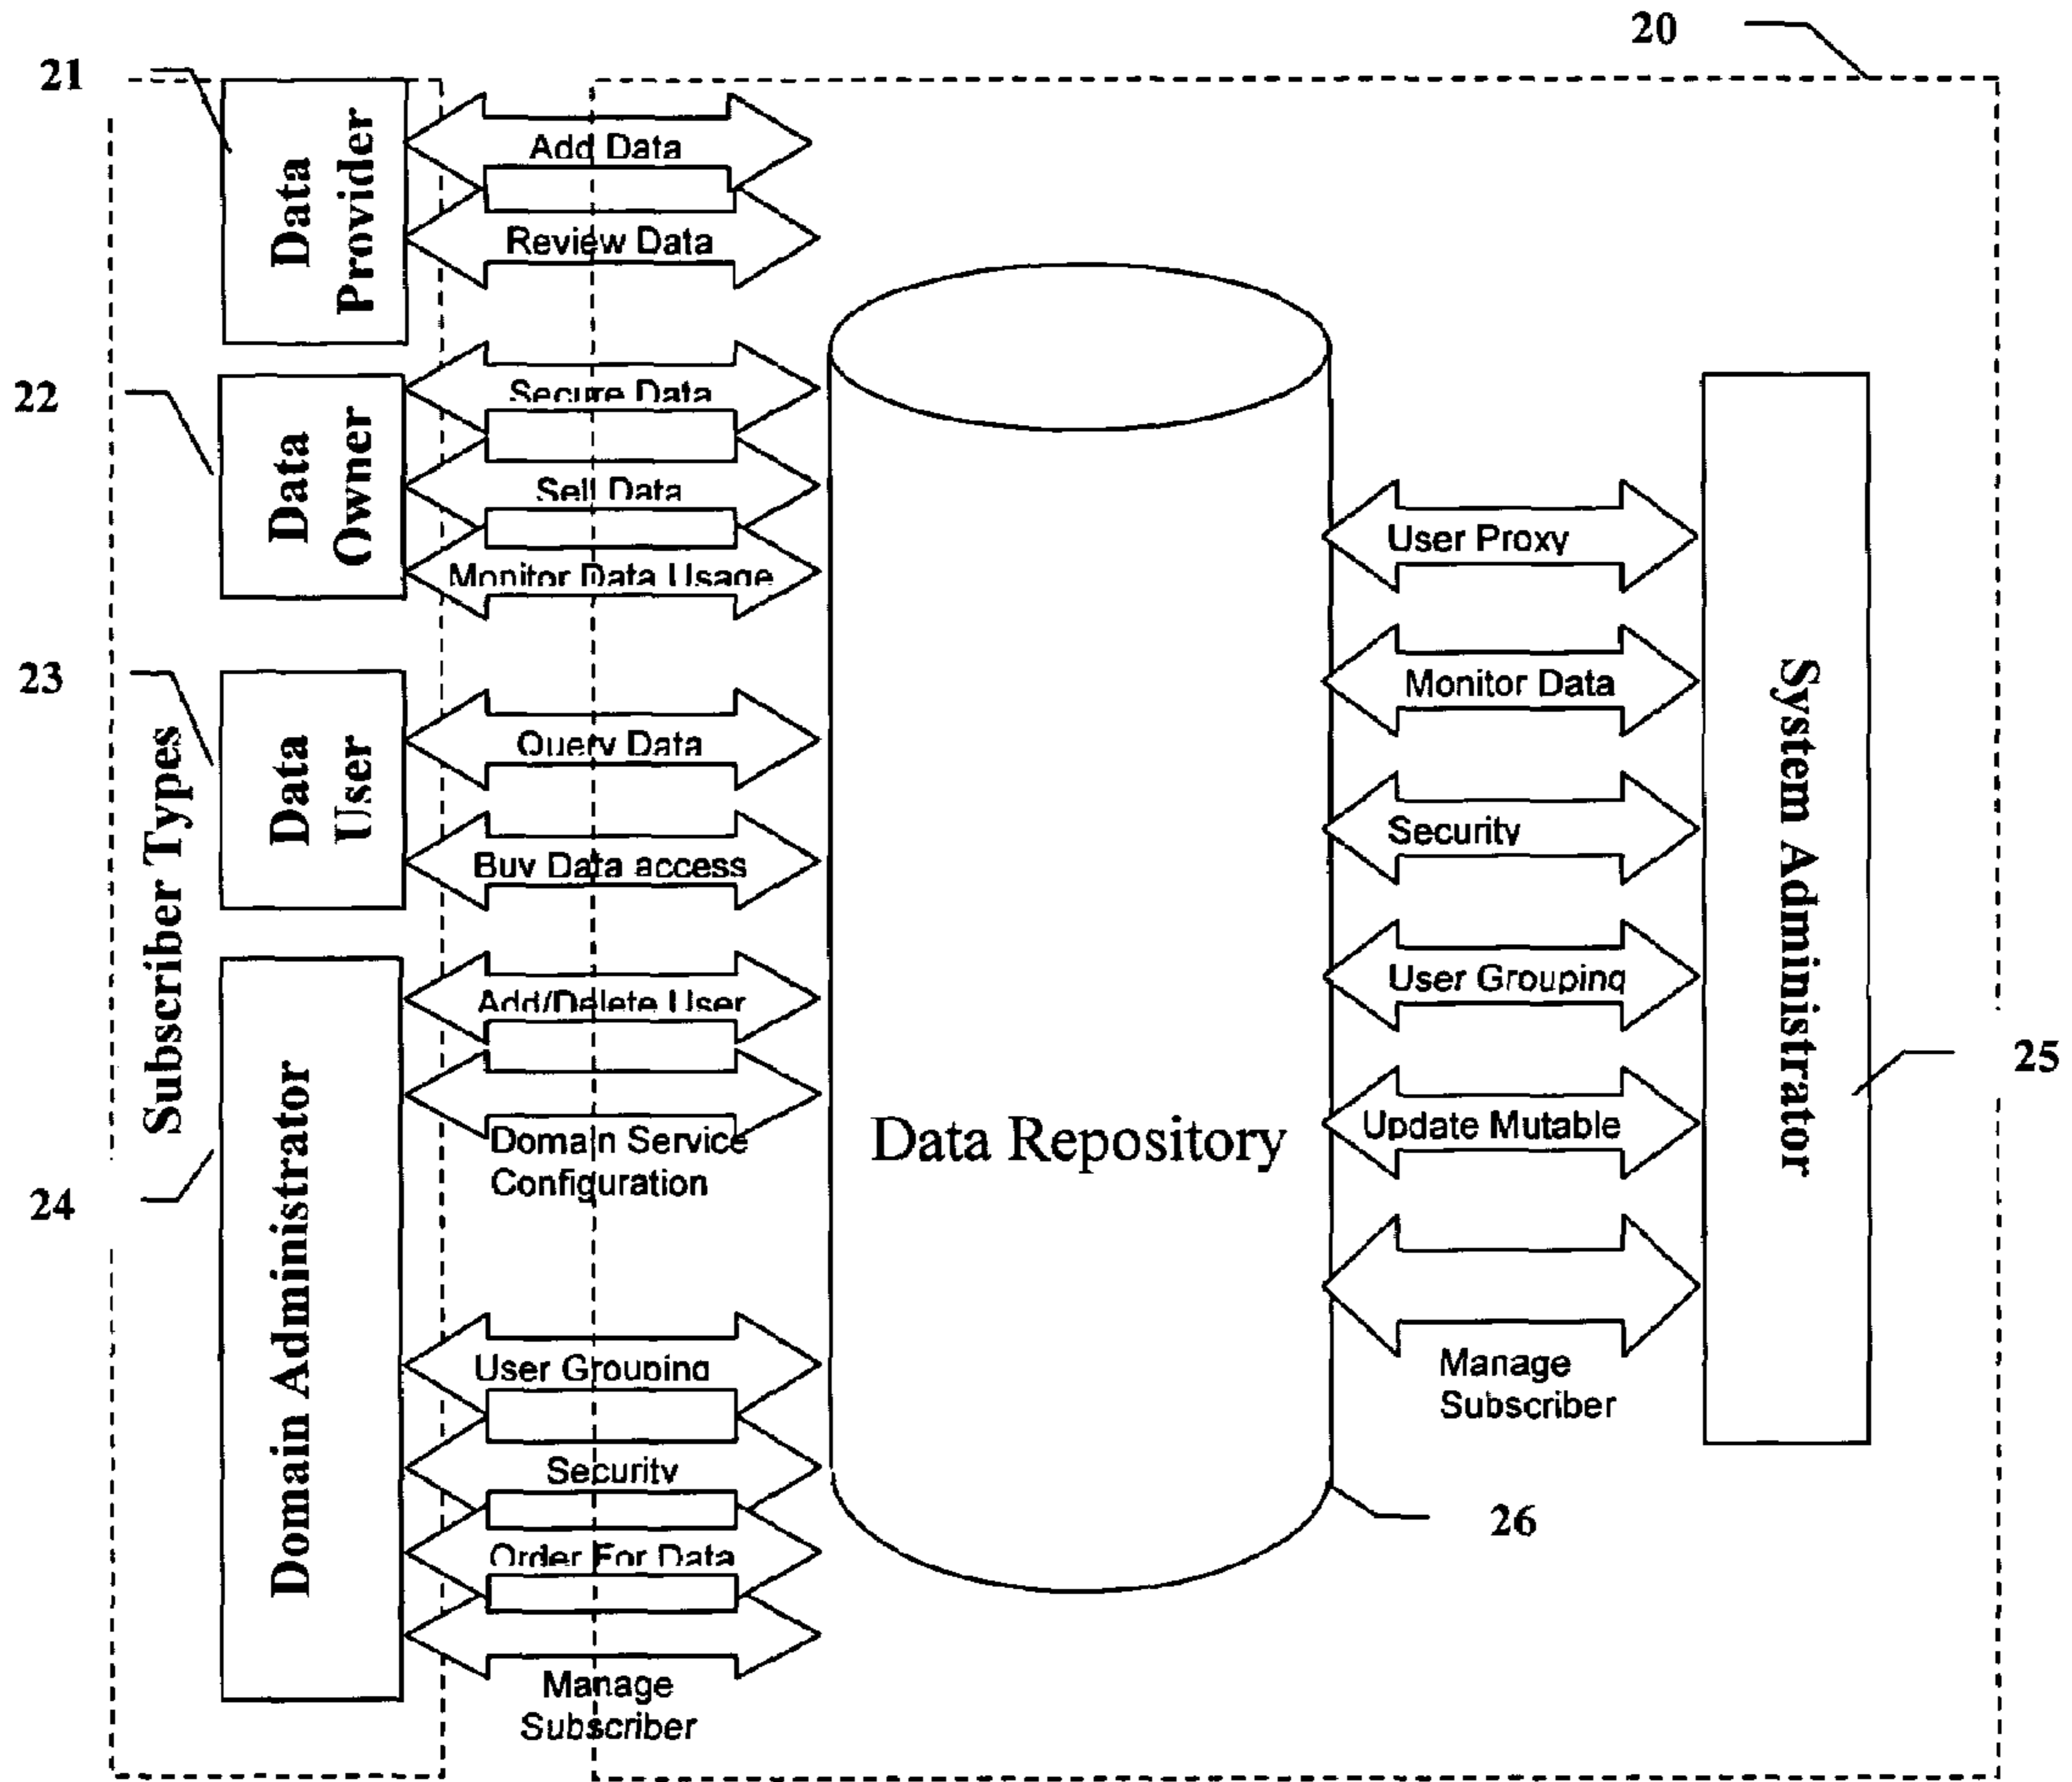 20
21
Data
Provider
Add Data
Review Data
22
Data
Owner
Secure Data
Sell Data
Monitor Data Usage
23
Data
User
Query Data
Buy Data access
Subscriber Types
24
Domain Administrator
Add/Delete User
Domain Service
Configuration
User Grouping
Security
Order For Data
Manage
Subscriber
Data Repository
26
User Proxy
Monitor Data
Security
User Grouping
Update Mutable
Manage
Subscriber
System Administrator
25